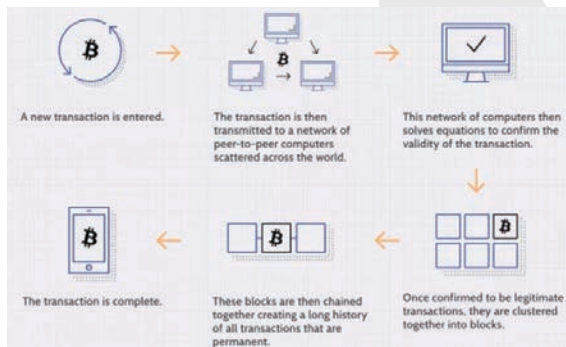 A new transaction is entered.
The transaction is then
transmitted to a network of
peer-to-peer computers
scattered across the world.
This network of computers then
solves equations to confirm the
validity of the transaction.
The transaction is complete.
These blocks are then chained
together creating a long history
of all transactions that are
permanent.
Once confirmed to be legitimate
transactions, they are clustered
together into blocks.